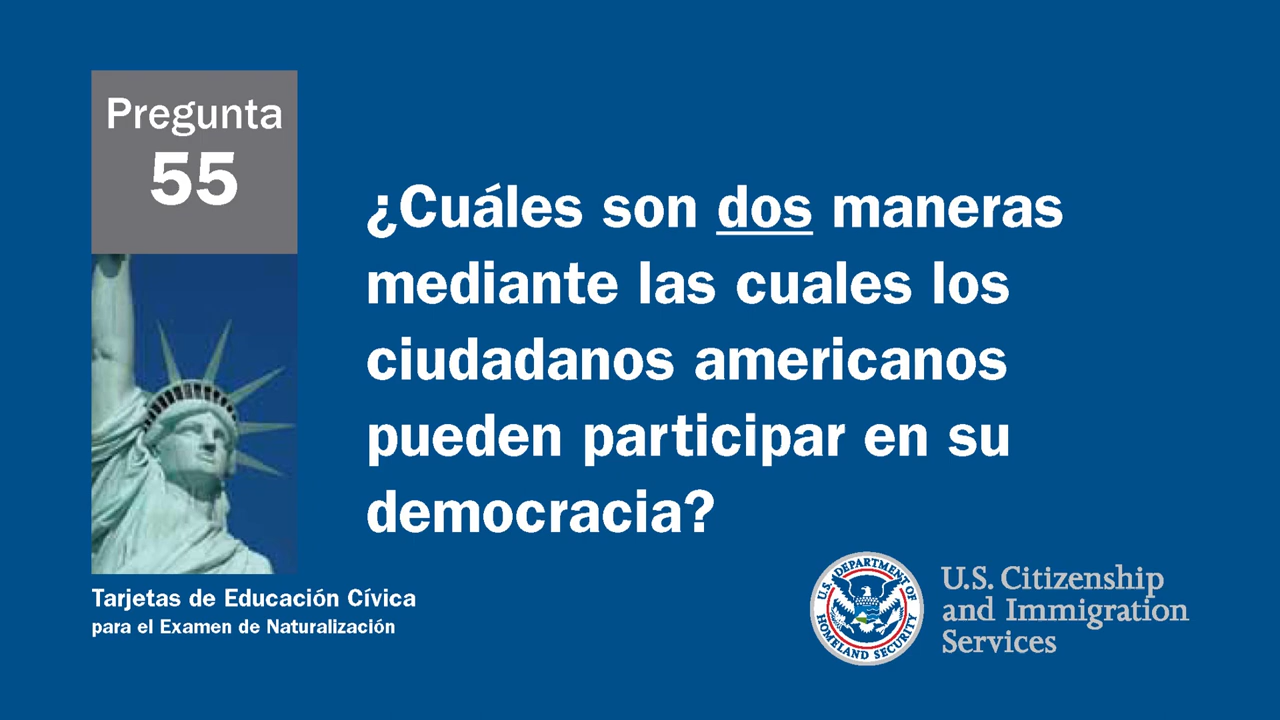 Pregunta
55
¿Cuáles son dos maneras
mediante las cuales los
ciudadanos americanos
pueden participar en su
democracia?
Tarjetas de Educación Cívica
para el Examen de Naturalización
U.S. DEPARTMENT OF
HOMELAND SECURITY
U.S. Citizenship
and Immigration
Services